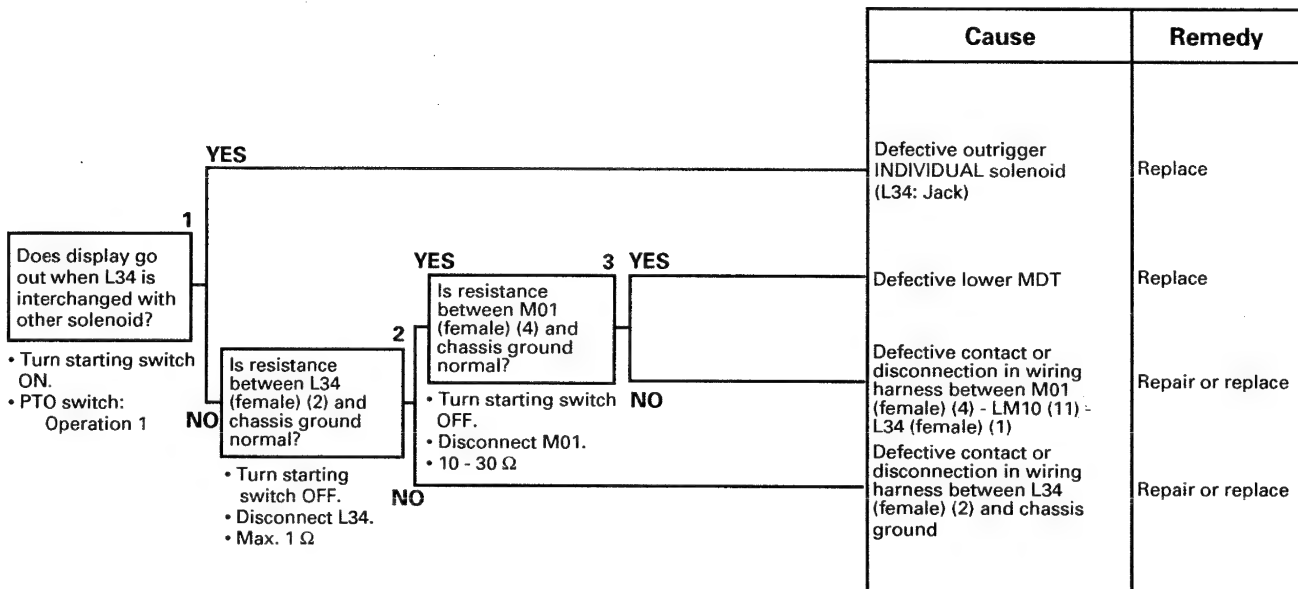 Cause
Remedy
YES
Defective outrigger
INDIVIDUAL solenoid
(L34: Jack)
Replace
1
Does display go
out when L34 is
interchanged with
other solenoid?
• Turn starting switch
ON.
• PTO switch:
Operation 1
YES
3
YES
Is resistance
between M01
(female) (4) and
chassis ground
normal?
Defective lower MDT
Replace
2
NO
Is resistance
between L34
(female) (2) and
chassis ground
normal?
• Turn starting switch
OFF.
• Disconnect M01.
• 10 - 30 Ω
NO
Defective contact or
disconnection in wiring
harness between M01
(female) (4) - LM10 (11) -
L34 (female) (1)
Repair or replace
• Turn starting
switch OFF.
• Disconnect L34.
• Max. 1 Ω
NO
Defective contact or
disconnection in wiring
harness between L34
(female) (2) and chassis
ground
Repair or replace